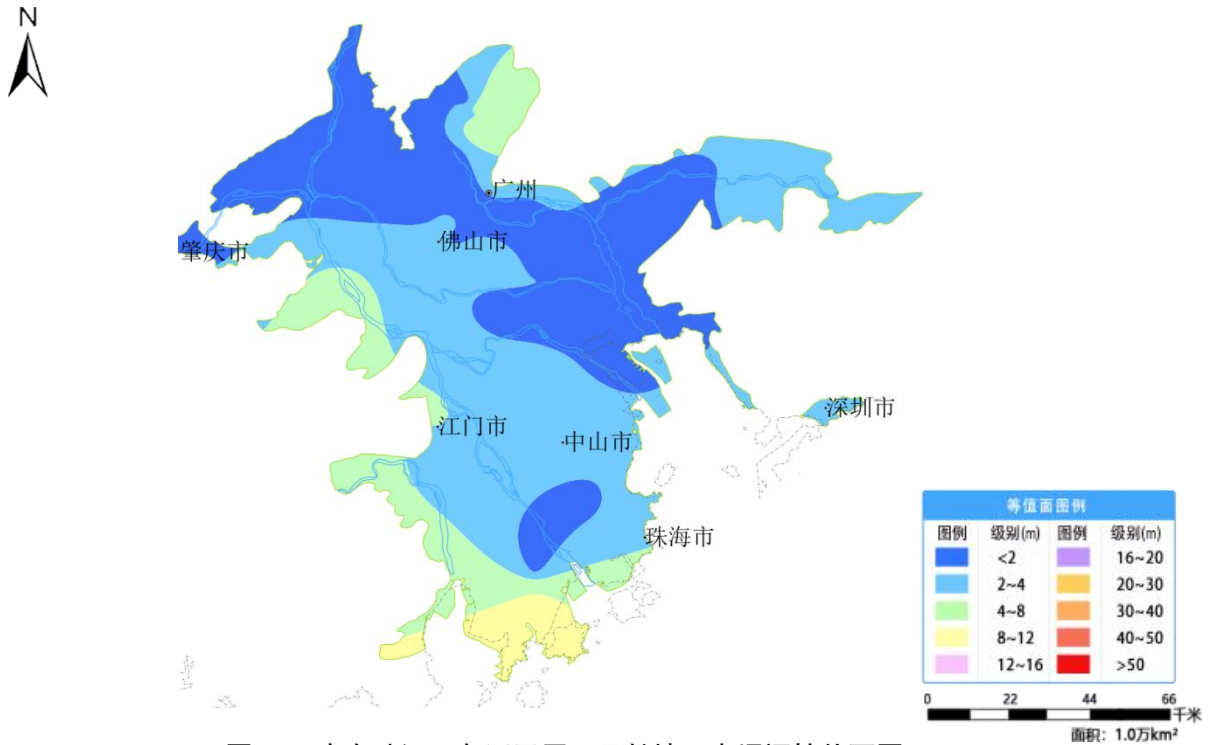 N
广州
佛山市
肇庆市
深圳市
江门市
中山市
珠海市
等值面图例
图例 级别(m) 图例 级别(m)
<2 16~20
2~4 20~30
4~8 30~40
8~12 40~50
12~16 >50
0 22 44 66
千米
面积：1.0万km²